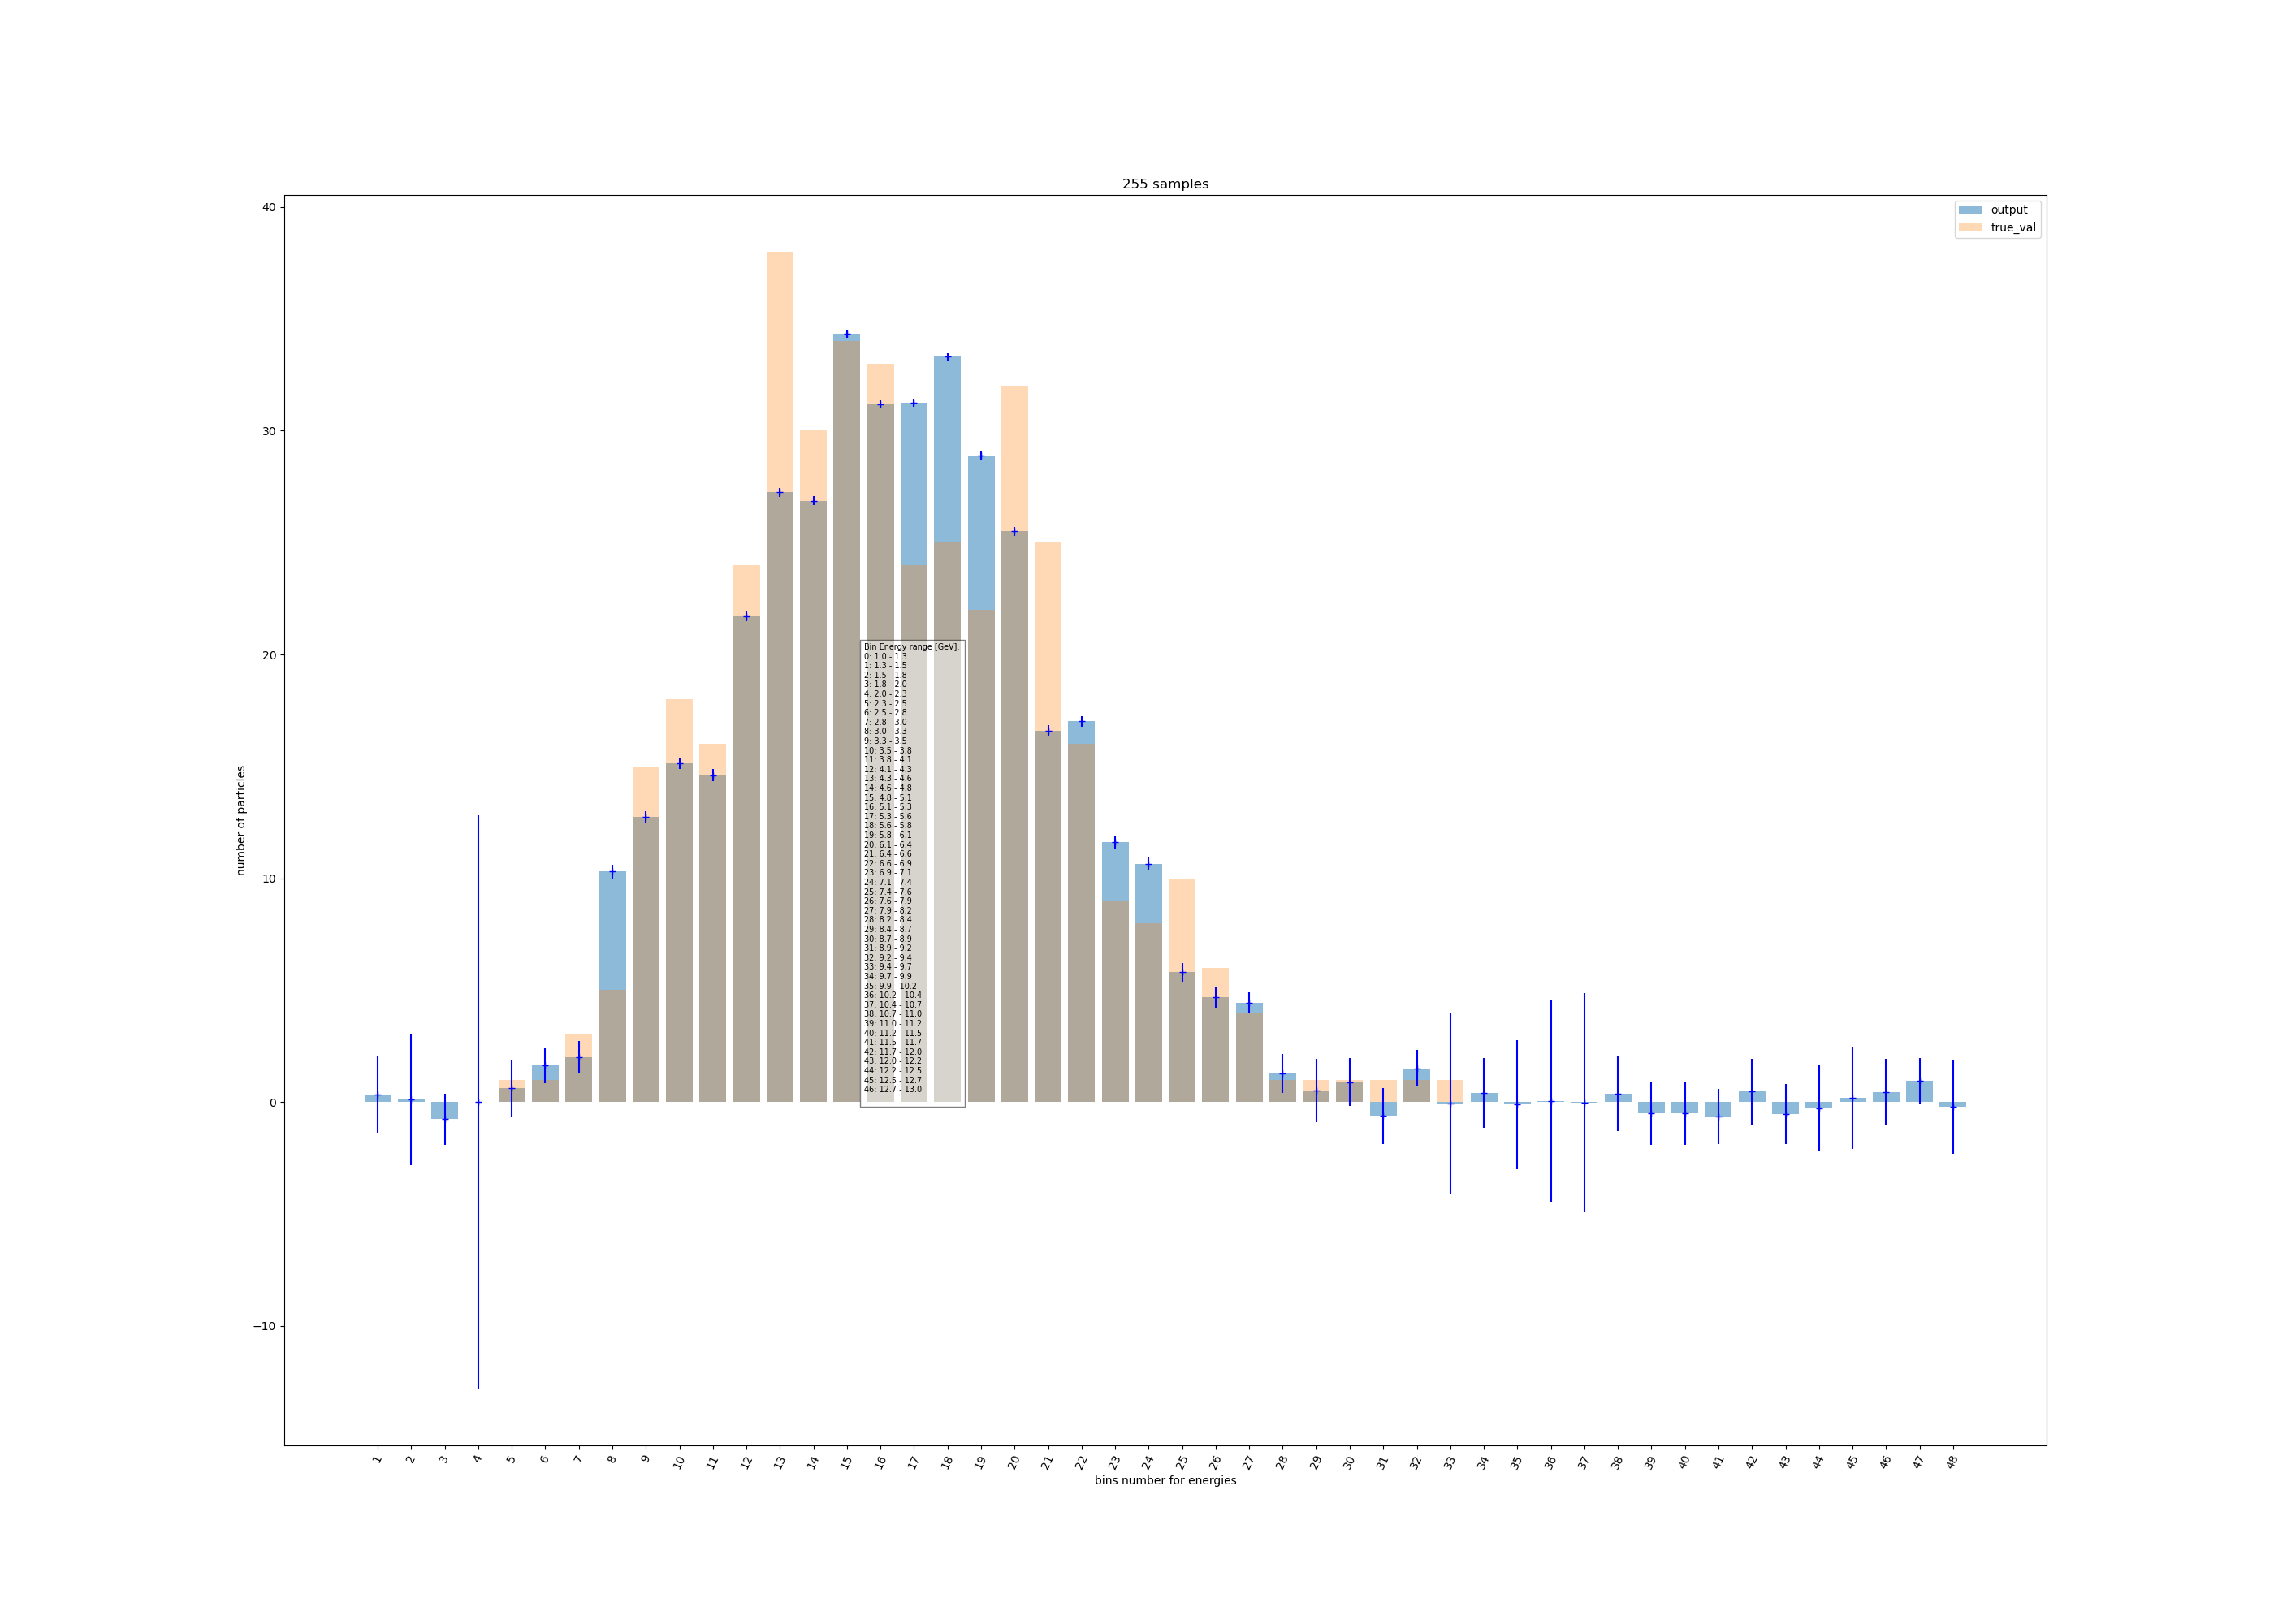 255 samples
output
true_val
40
30
20
10
0
−10
number of particles
Bin Energy range [GeV]:
0: 1.0 - 1.3
1: 1.3 - 1.5
2: 1.5 - 1.8
3: 1.8 - 2.0
4: 2.0 - 2.3
5: 2.3 - 2.5
6: 2.5 - 2.8
7: 2.8 - 3.0
8: 3.0 - 3.3
9: 3.3 - 3.5
10: 3.5 - 3.8
11: 3.8 - 4.1
12: 4.1 - 4.3
13: 4.3 - 4.6
14: 4.6 - 4.8
15: 4.8 - 5.1
16: 5.1 - 5.3
17: 5.3 - 5.6
18: 5.6 - 5.8
19: 5.8 - 6.1
20: 6.1 - 6.4
21: 6.4 - 6.6
22: 6.6 - 6.9
23: 6.9 - 7.1
24: 7.1 - 7.4
25: 7.4 - 7.6
26: 7.6 - 7.9
27: 7.9 - 8.2
28: 8.2 - 8.4
29: 8.4 - 8.7
30: 8.7 - 8.9
31: 8.9 - 9.2
32: 9.2 - 9.4
33: 9.4 - 9.7
34: 9.7 - 9.9
35: 9.9 - 10.2
36: 10.2 - 10.4
37: 10.4 - 10.7
38: 10.7 - 11.0
39: 11.0 - 11.2
40: 11.2 - 11.5
41: 11.5 - 11.7
42: 11.7 - 12.0
43: 12.0 - 12.2
44: 12.2 - 12.5
45: 12.5 - 12.7
46: 12.7 - 13.0
1 2 3 4 5 6 7 8 9 10 11 12 13 14 15 16 17 18 19 20 21 22 23 24 25 26 27 28 29 30 31 32 33 34 35 36 37 38 39 40 41 42 43 44 45 46 47 48
bins number for energies